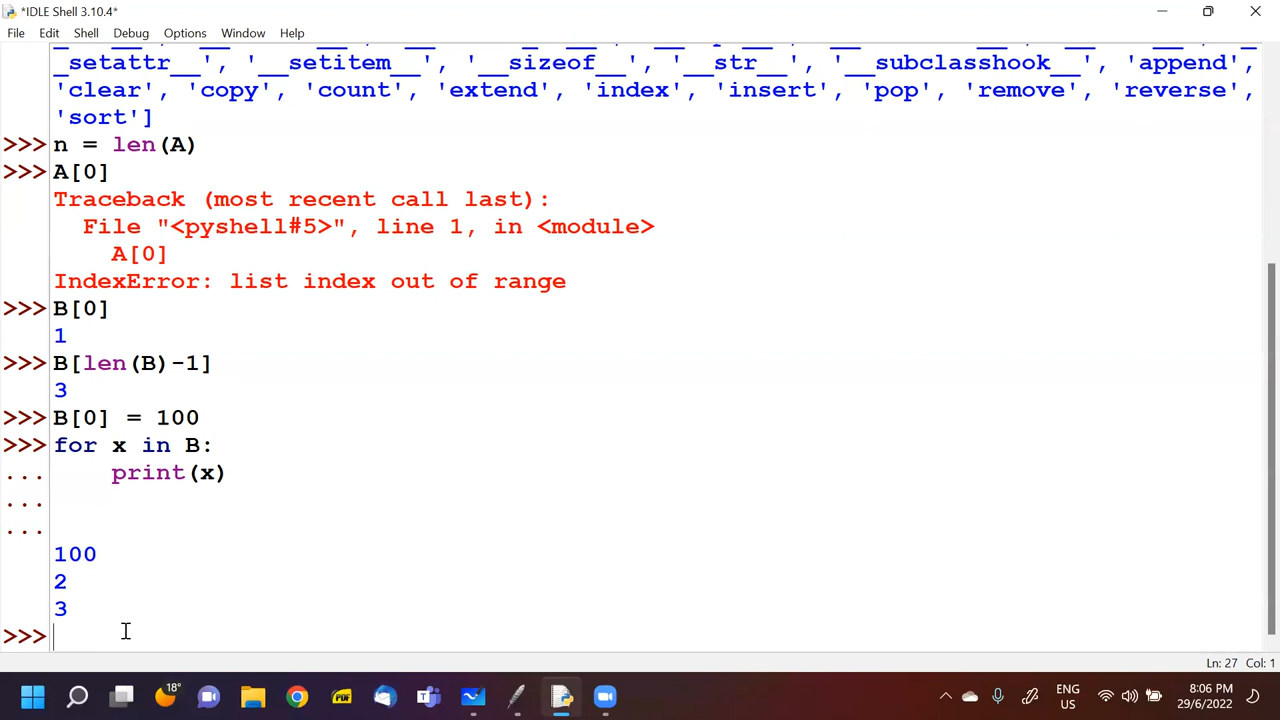 *IDLE Shell 3.10.4*
File Edit Shell Debug Options Window Help
_setattr__', '__setitem__', '__sizeof__', '__str__', '__subclasshook__', 'append',
'clear', 'copy', 'count', 'extend', 'index', 'insert', 'pop', 'remove', 'reverse',
'sort']
>>> n = len(A)
>>> A[0]
Traceback (most recent call last):
File "<pyshell#5>", line 1, in <module>
A[0]
IndexError: list index out of range
>>> B[0]
1
>>> B[len(B)-1]
3
>>> B[0] = 100
>>> for x in B:
... print(x)
...
...
100
2
3
>>>
Ln: 27 Col: 1
18°
PDF
ENG
US
8:06 PM
29/6/2022